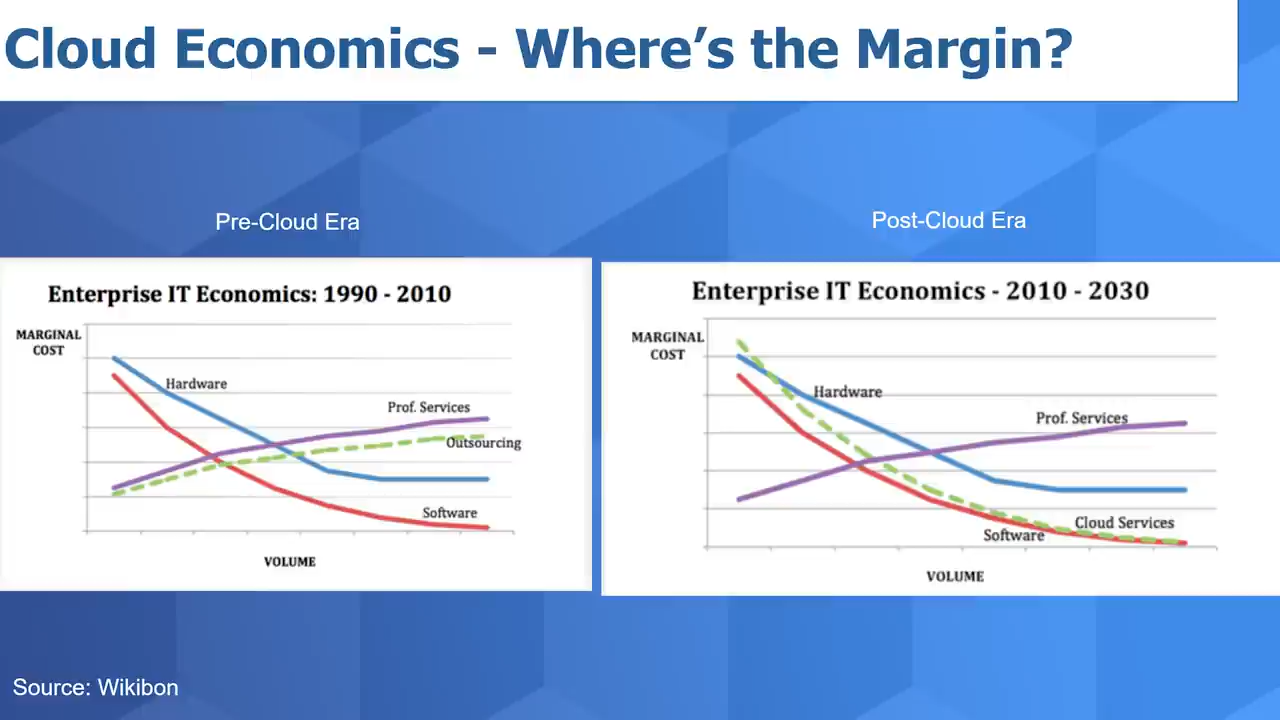 Cloud Economics - Where's the Margin?
Pre-Cloud Era
Post-Cloud Era
Enterprise IT Economics: 1990 - 2010
MARGINAL
COST
Hardware
Prof. Services
Outsourcing
Software
VOLUME
Enterprise IT Economics - 2010 - 2030
MARGINAL
COST
Hardware
Prof. Services
Cloud Services
Software
VOLUME
Source: Wikibon